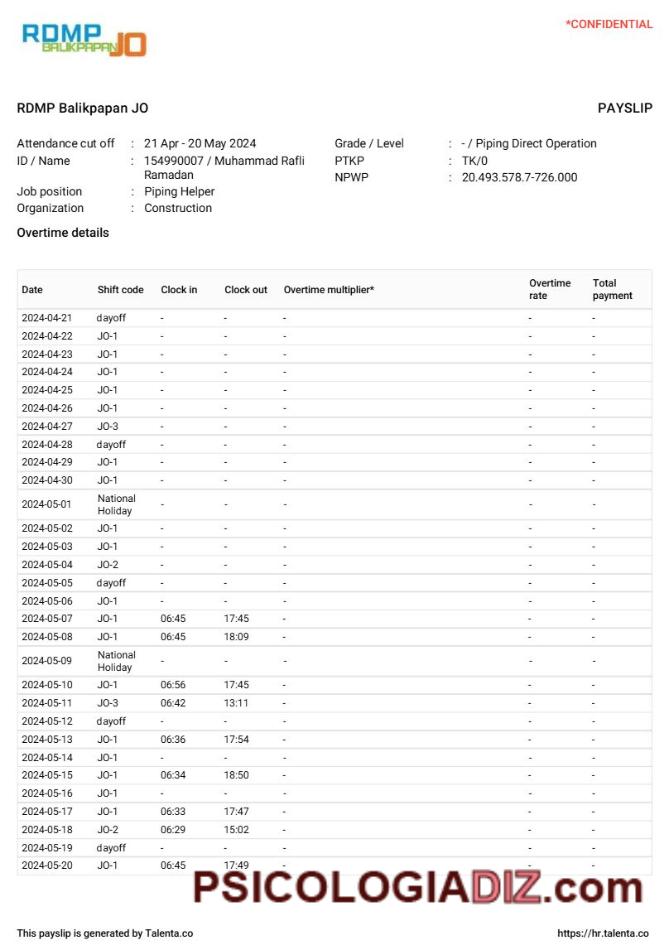 RDMP
BALIKPAPAN JO
*CONFIDENTIAL
RDMP Balikpapan JO PAYSLIP
Attendance cut off : 21 Apr - 20 May 2024 Grade / Level : - / Piping Direct Operation
ID / Name : 154990007 / Muhammad Rafli Ramadan PTKP : TK/0
NPWP : 20.493.578.7-726.000
Job position : Piping Helper
Organization : Construction
Overtime details
Date Shift code Clock in Clock out Overtime multiplier* Overtime rate Total payment
2024-04-21 dayoff - - - - -
2024-04-22 JO-1 - - - - -
2024-04-23 JO-1 - - - - -
2024-04-24 JO-1 - - - - -
2024-04-25 JO-1 - - - - -
2024-04-26 JO-1 - - - - -
2024-04-27 JO-3 - - - - -
2024-04-28 dayoff - - - - -
2024-04-29 JO-1 - - - - -
2024-04-30 JO-1 - - - - -
2024-05-01 National Holiday - - - - -
2024-05-02 JO-1 - - - - -
2024-05-03 JO-1 - - - - -
2024-05-04 JO-2 - - - - -
2024-05-05 dayoff - - - - -
2024-05-06 JO-1 - - - - -
2024-05-07 JO-1 06:45 17:45 - - -
2024-05-08 JO-1 06:45 18:09 - - -
2024-05-09 National Holiday - - - - -
2024-05-10 JO-1 06:56 17:45 - - -
2024-05-11 JO-3 06:42 13:11 - - -
2024-05-12 dayoff - - - - -
2024-05-13 JO-1 06:36 17:54 - - -
2024-05-14 JO-1 - - - - -
2024-05-15 JO-1 06:34 18:50 - - -
2024-05-16 JO-1 - - - - -
2024-05-17 JO-1 06:33 17:47 - - -
2024-05-18 JO-2 06:29 15:02 - - -
2024-05-19 dayoff - - - - -
2024-05-20 JO-1 06:45 17:49 - - -
PSICOLOGIADIZ.com
This payslip is generated by Talenta.co https://hr.talenta.co